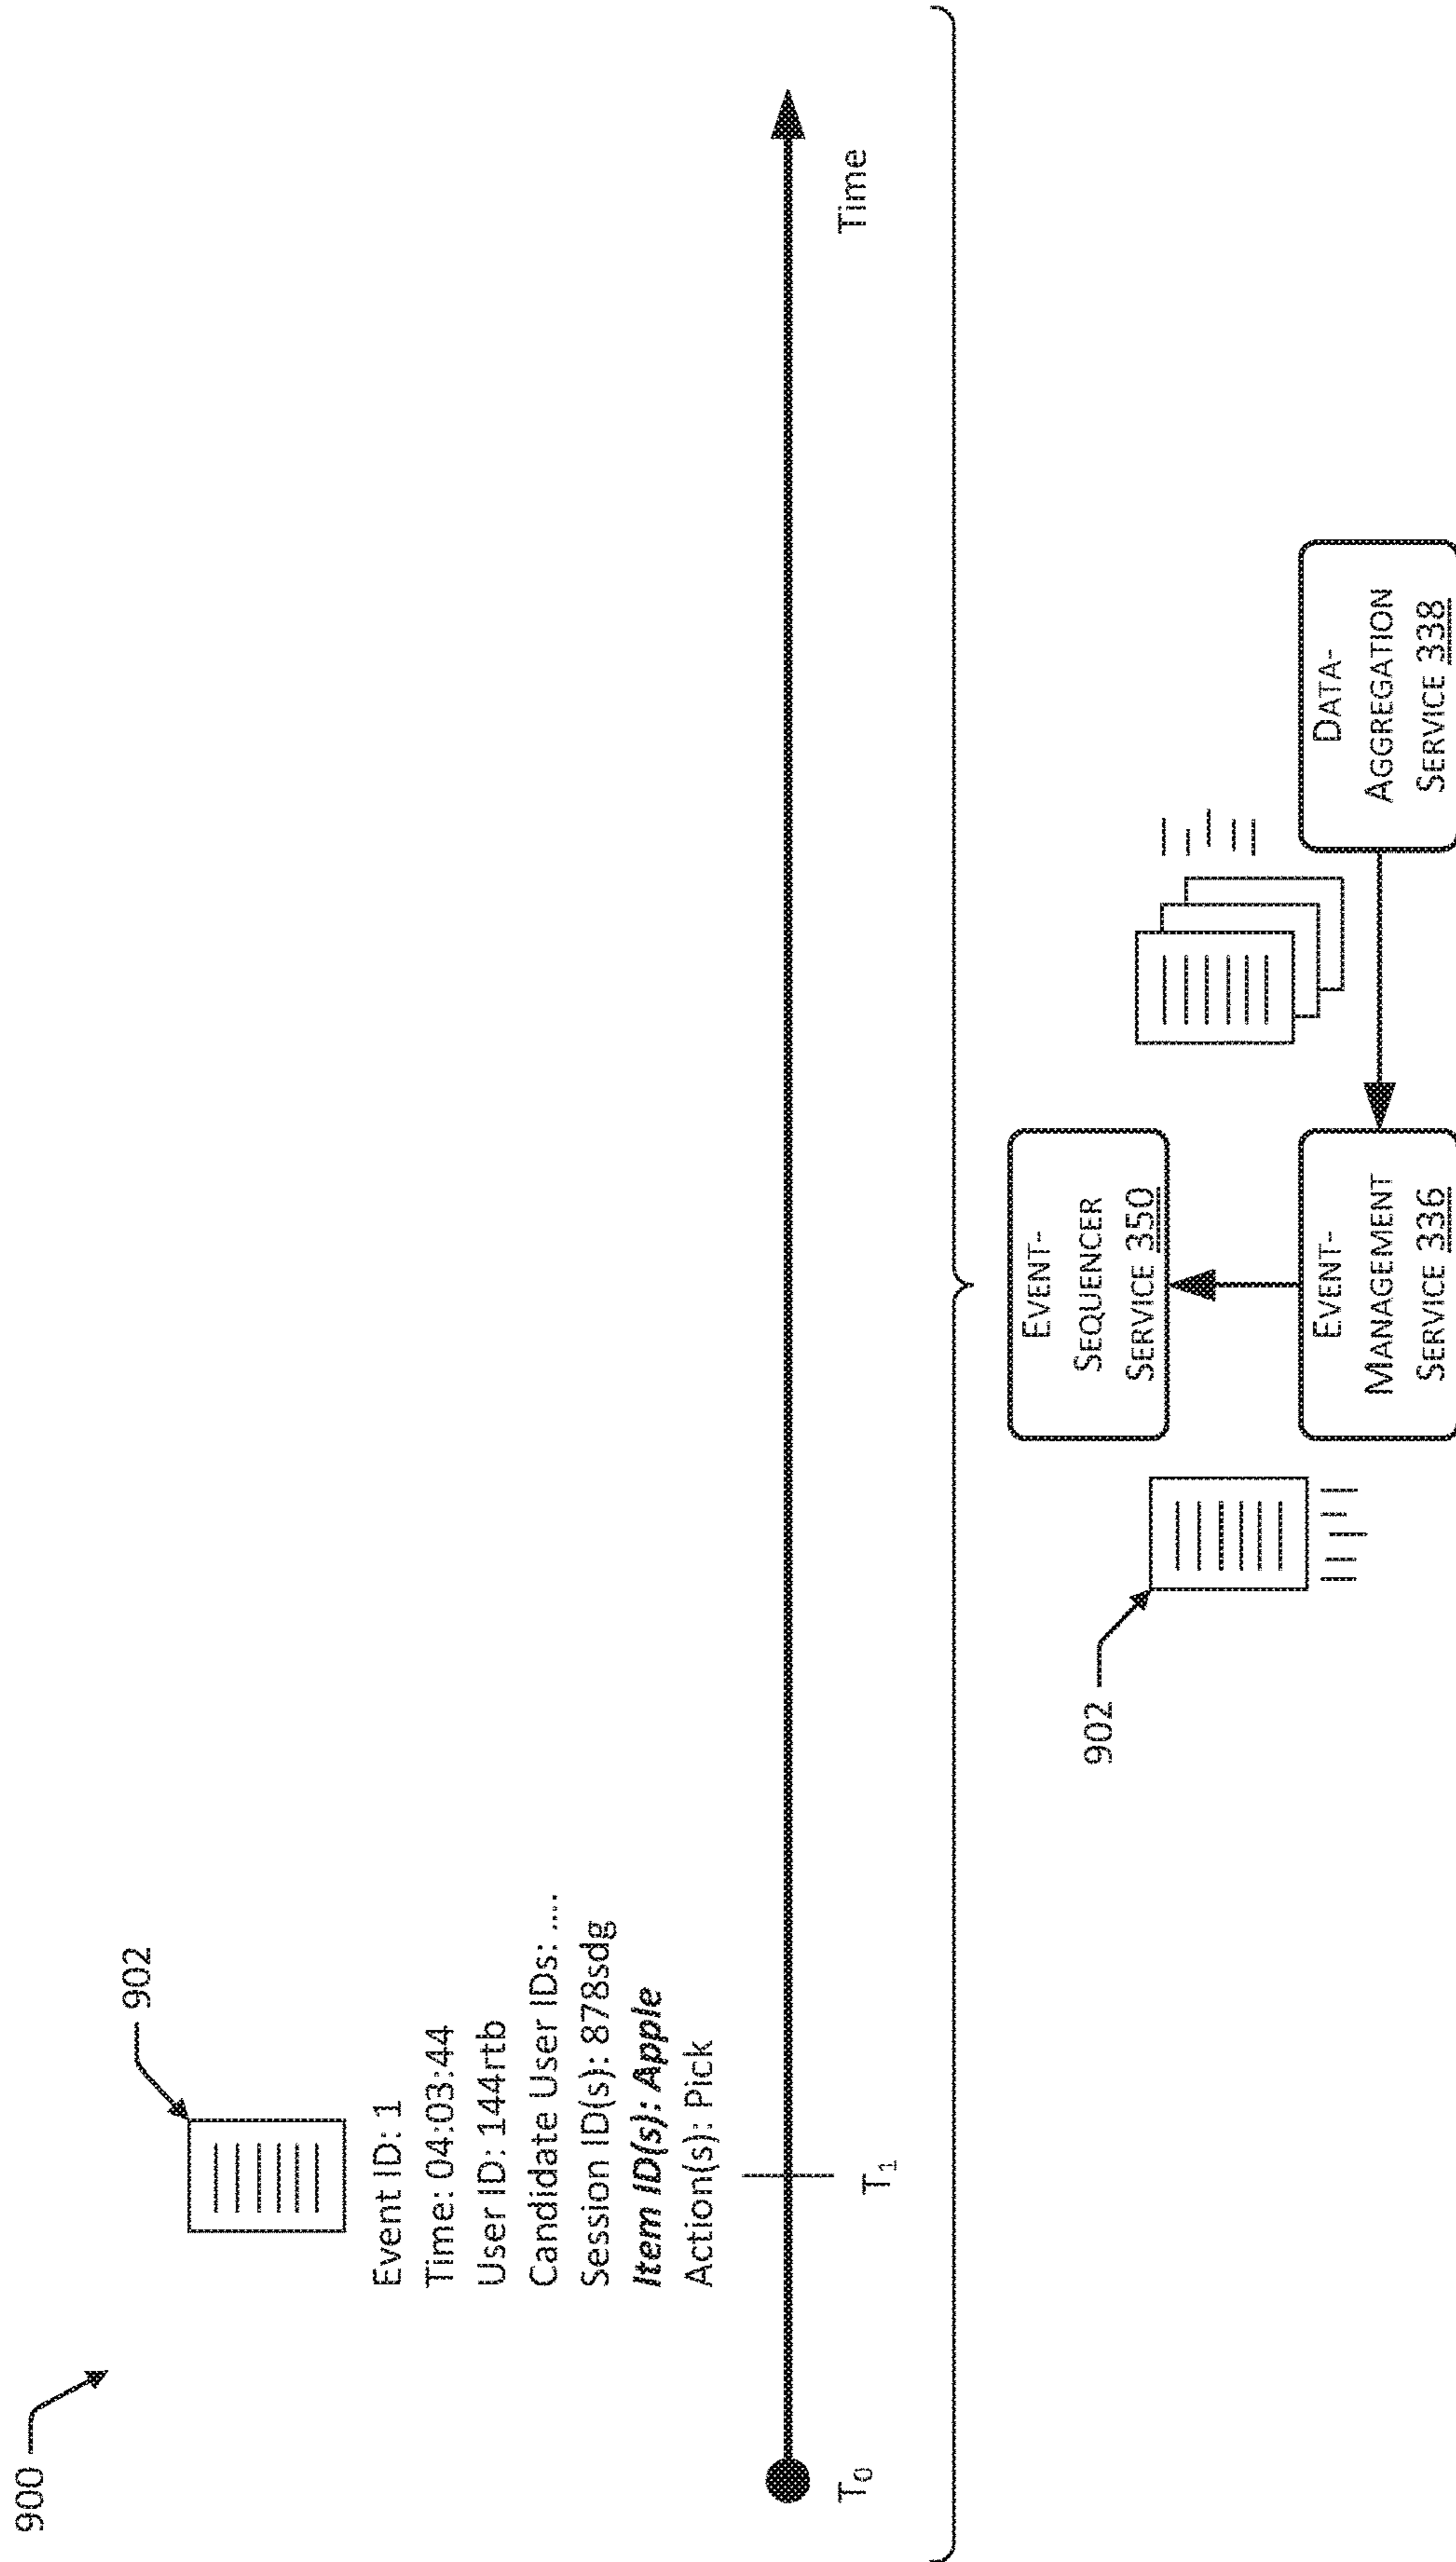 900
902
Event ID: 1
Time: 04:03:44
User ID: 144rtb
Candidate User IDs: ....
Session ID(s): 878sdg
Item ID(s): Apple
Action(s): Pick
T0
T1
Time
902
EVENT-
SEQUENCER
SERVICE 350
EVENT-
MANAGEMENT
SERVICE 336
DATA-
AGGREGATION
SERVICE 338